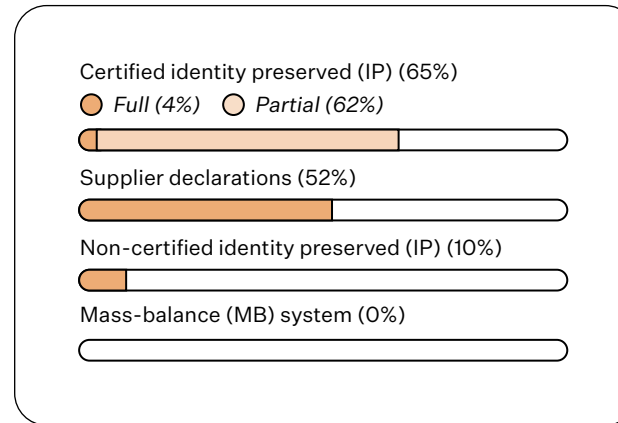 Certified identity preserved (IP) (65%)
Full (4%) Partial (62%)
Supplier declarations (52%)
Non-certified identity preserved (IP) (10%)
Mass-balance (MB) system (0%)